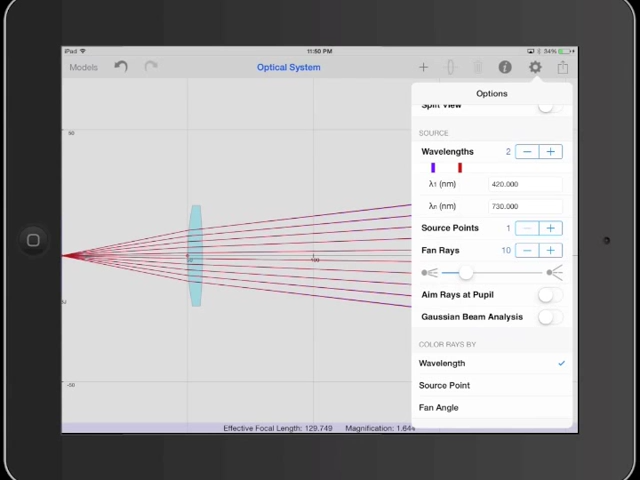 iPad
11:50 PM
34%
Models
Optical System
Options
Split View
SOURCE
Wavelengths 2 − +
λ1 (nm) 420.000
λn (nm) 730.000
Source Points 1 − +
Fan Rays 10 − +
Aim Rays at Pupil
Gaussian Beam Analysis
COLOR RAYS BY
Wavelength
Source Point
Fan Angle
50
-50
Effective Focal Length: 129.749 Magnification: 1.64